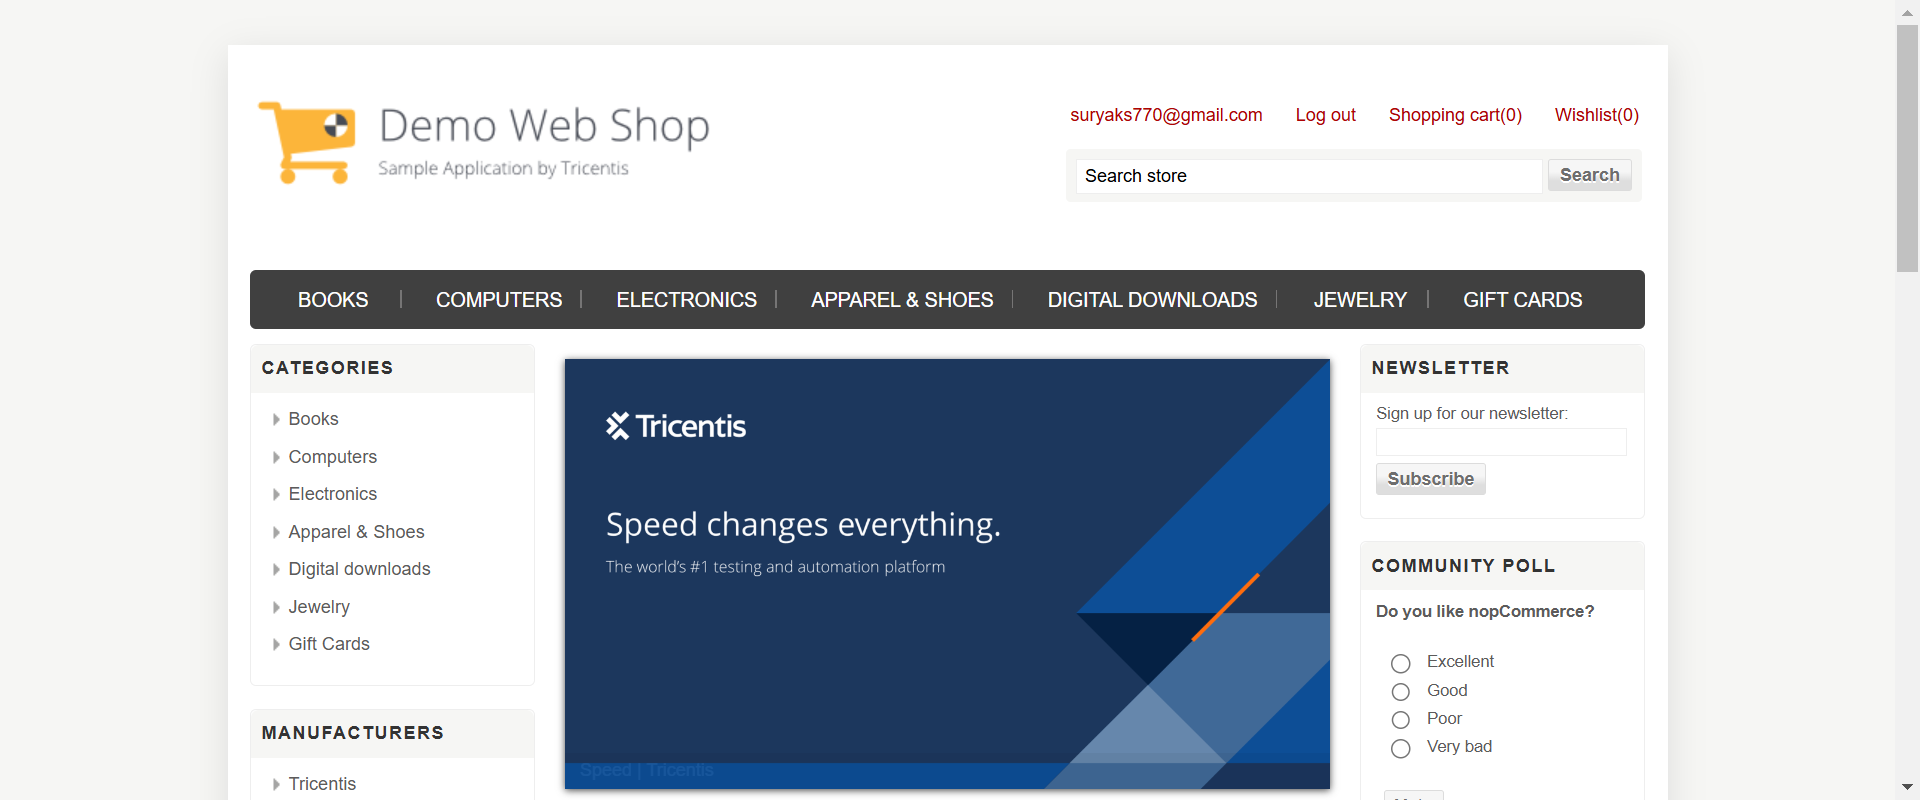 Demo Web Shop
Sample Application by Tricentis
suryaks770@gmail.com Log out Shopping cart(0) Wishlist(0)
Search store Search
BOOKS COMPUTERS ELECTRONICS APPAREL & SHOES DIGITAL DOWNLOADS JEWELRY GIFT CARDS
CATEGORIES
Books
Computers
Electronics
Apparel & Shoes
Digital downloads
Jewelry
Gift Cards
MANUFACTURERS
Tricentis
Tricentis
Speed changes everything.
The world's #1 testing and automation platform
Speed | Tricentis
NEWSLETTER
Sign up for our newsletter:
Subscribe
COMMUNITY POLL
Do you like nopCommerce?
Excellent
Good
Poor
Very bad